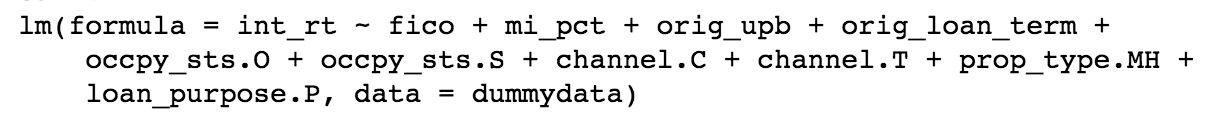 lm(formula = int_rt ~ fico + mi_pct + orig_upb + orig_loan_term +
occpy_sts.O + occpy_sts.S + channel.C + channel.T + prop_type.MH +
loan_purpose.P, data = dummydata)